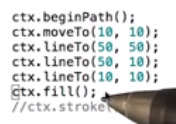 ctx.beginPath();
ctx.moveTo(10, 10);
ctx.lineTo(50, 50);
ctx.lineTo(50, 10);
ctx.lineTo(10, 10);
ctx.fill();
//ctx.stroke(